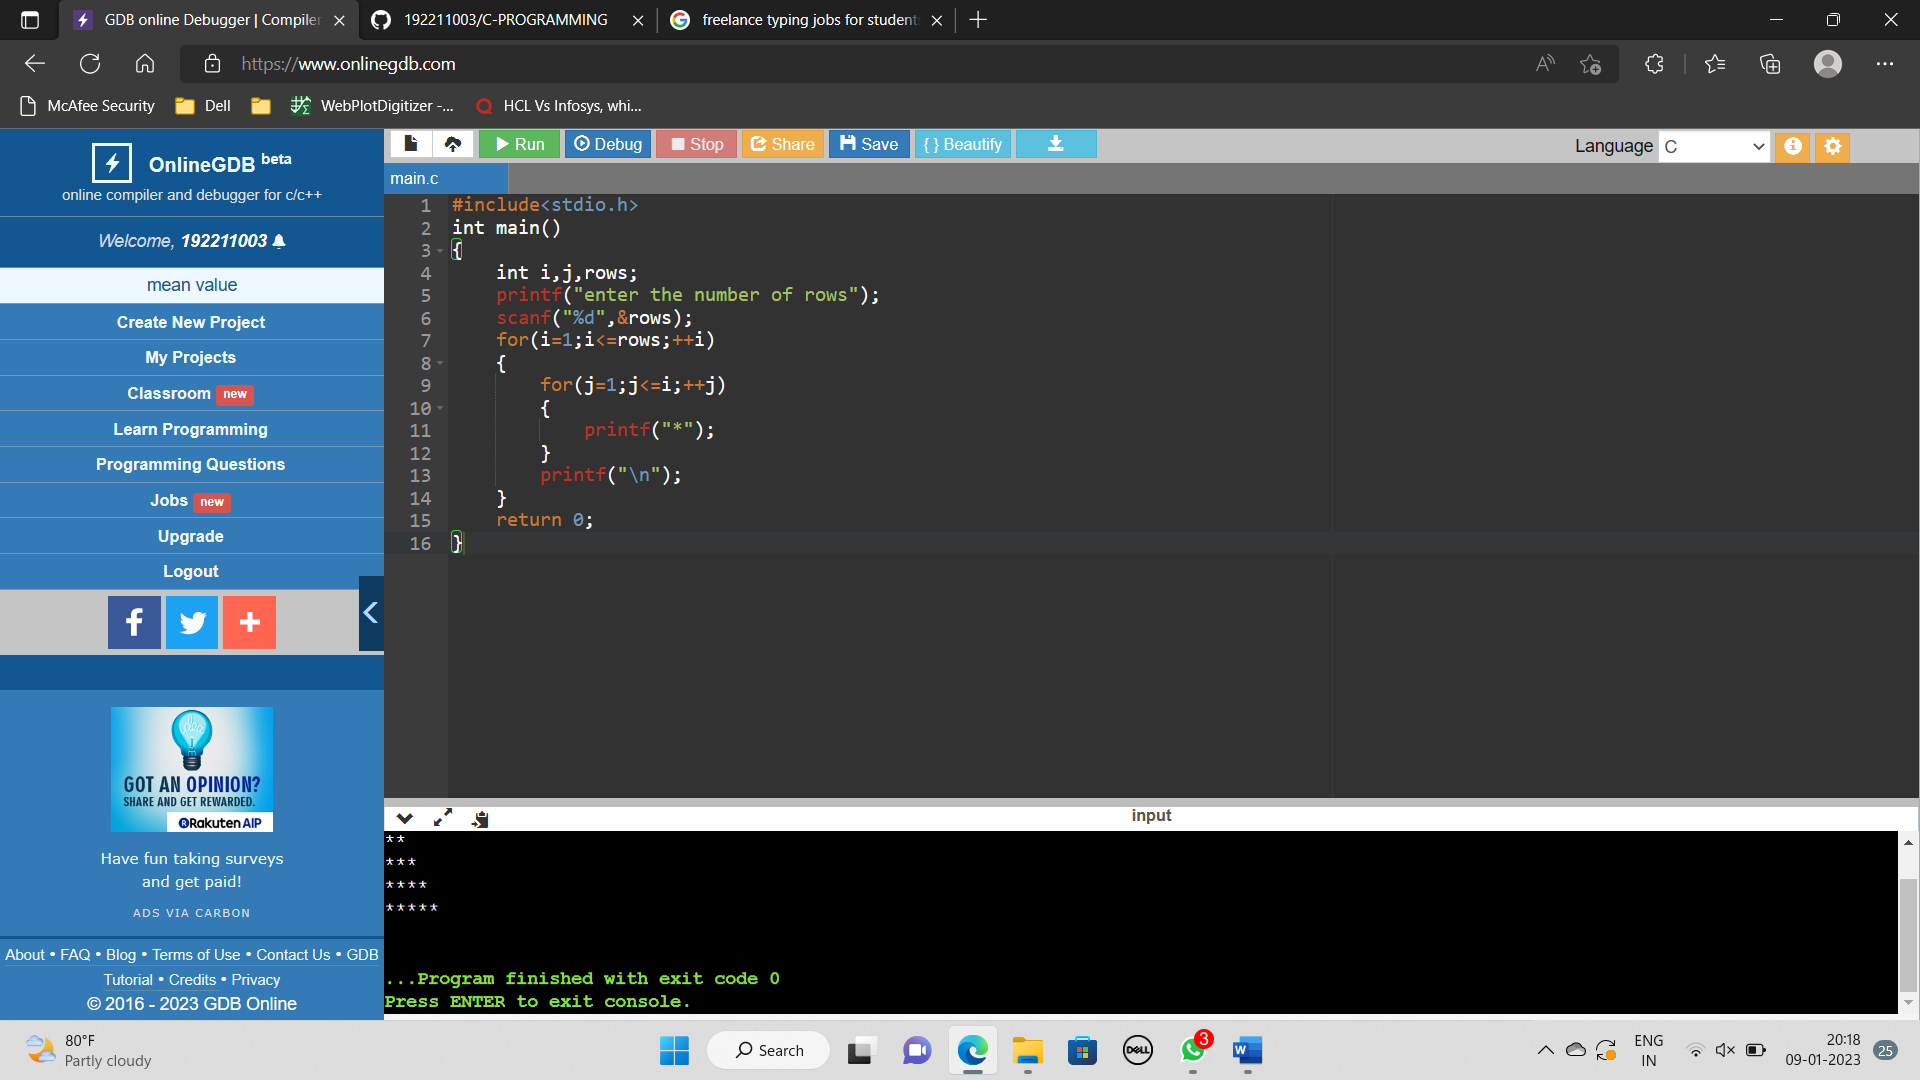 GDB online Debugger | Compiler
192211003/C-PROGRAMMING
freelance typing jobs for student
https://www.onlinegdb.com
McAfee Security
Dell
WebPlotDigitizer -...
HCL Vs Infosys, whi...
OnlineGDB beta
online compiler and debugger for c/c++
Welcome, 192211003
mean value
Create New Project
My Projects
Classroom new
Learn Programming
Programming Questions
Jobs new
Upgrade
Logout
GOT AN OPINION?
SHARE AND GET REWARDED.
Rakuten AIP
Have fun taking surveys
and get paid!
ADS VIA CARBON
About • FAQ • Blog • Terms of Use • Contact Us • GDB
Tutorial • Credits • Privacy
© 2016 - 2023 GDB Online
Run Debug Stop Share Save { } Beautify
Language C
main.c
1 #include<stdio.h>
2 int main()
3 {
4 int i,j,rows;
5 printf("enter the number of rows");
6 scanf("%d",&rows);
7 for(i=1;i<=rows;++i)
8 {
9 for(j=1;j<=i;++j)
10 {
11 printf("*");
12 }
13 printf("\n");
14 }
15 return 0;
16 }
input
**
***
****
*****
...Program finished with exit code 0
Press ENTER to exit console.
80°F
Partly cloudy
Search
DELL
3
W
ENG
IN
20:18
09-01-2023
25